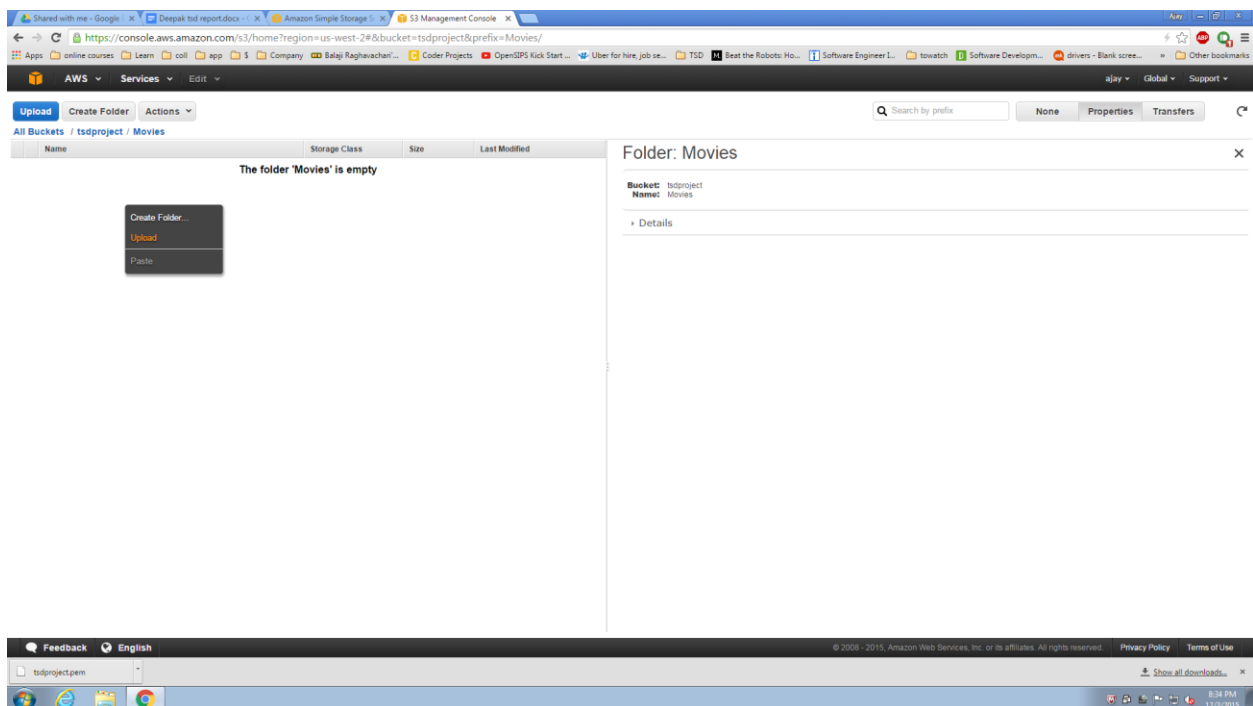 Shared with me - Google
Deepak tsd report.docx - (
Amazon Simple Storage S
S3 Management Console
Ajay
https://console.aws.amazon.com/s3/home?region=us-west-2#&bucket=tsdproject&prefix=Movies/
ABP
Apps online courses Learn coll app $ Company Balaji Raghavachari'... Coder Projects OpenSIPS Kick Start ... Uber for hire, job se... TSD Beat the Robots: Ho... Software Engineer I... towatch Software Developm... drivers - Blank scree... » Other bookmarks
AWS Services Edit ajay Global Support
Upload Create Folder Actions Search by prefix None Properties Transfers
All Buckets / tsdproject / Movies
Name Storage Class Size Last Modified
The folder 'Movies' is empty
Create Folder...
Upload
Paste
Folder: Movies
Bucket: tsdproject
Name: Movies
Details
Feedback English © 2008 - 2015, Amazon Web Services, Inc. or its affiliates. All rights reserved. Privacy Policy Terms of Use
tsdproject.pem Show all downloads...
8:34 PM